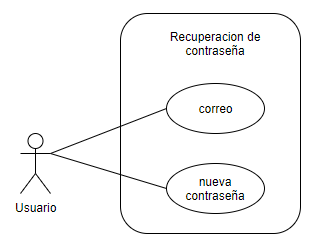 Recuperacion de
contraseña
correo
nueva
contraseña
Usuario